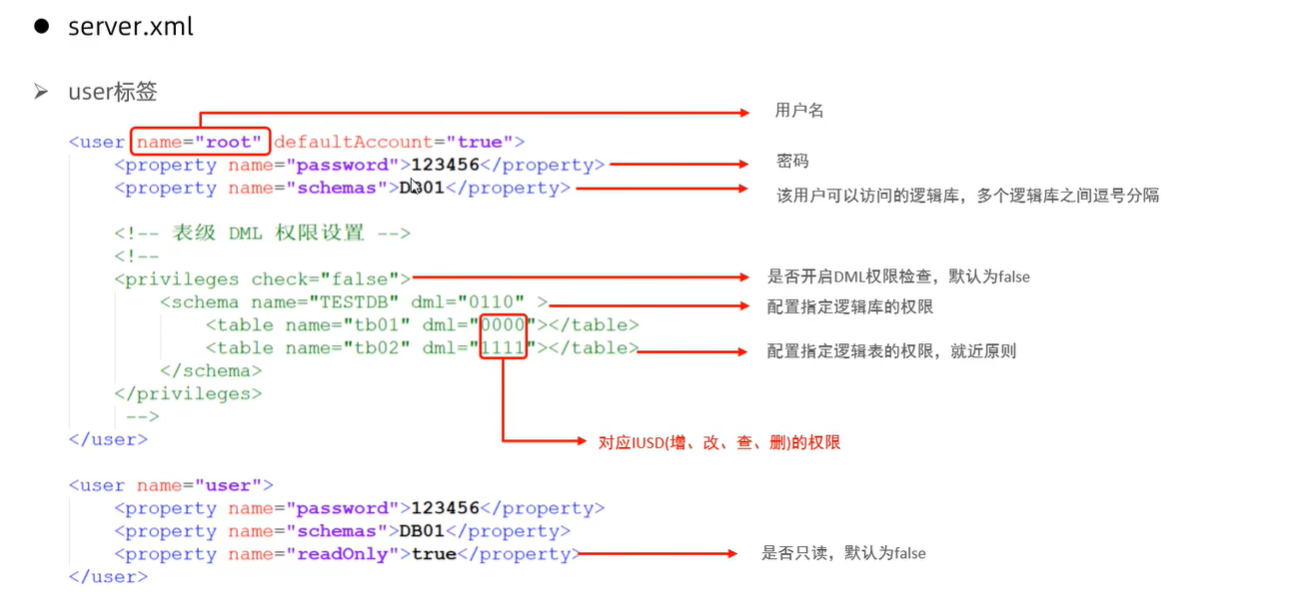 server.xml
user标签
用户名
<user name="root" defaultAccount="true">
<property name="password">123456</property>
密码
<property name="schemas">DB01</property>
该用户可以访问的逻辑库，多个逻辑库之间逗号分隔
<!-- 表级 DML 权限设置 -->
<!--
<privileges check="false">
是否开启DML权限检查，默认为false
<schema name="TESTDB" dml="0110" >
配置指定逻辑库的权限
<table name="tb01" dml="0000"></table>
<table name="tb02" dml="1111"></table>
配置指定逻辑表的权限，就近原则
</schema>
</privileges>
-->
</user>
对应IUSD(增、改、查、删)的权限
<user name="user">
<property name="password">123456</property>
<property name="schemas">DB01</property>
<property name="readOnly">true</property>
是否只读，默认为false
</user>